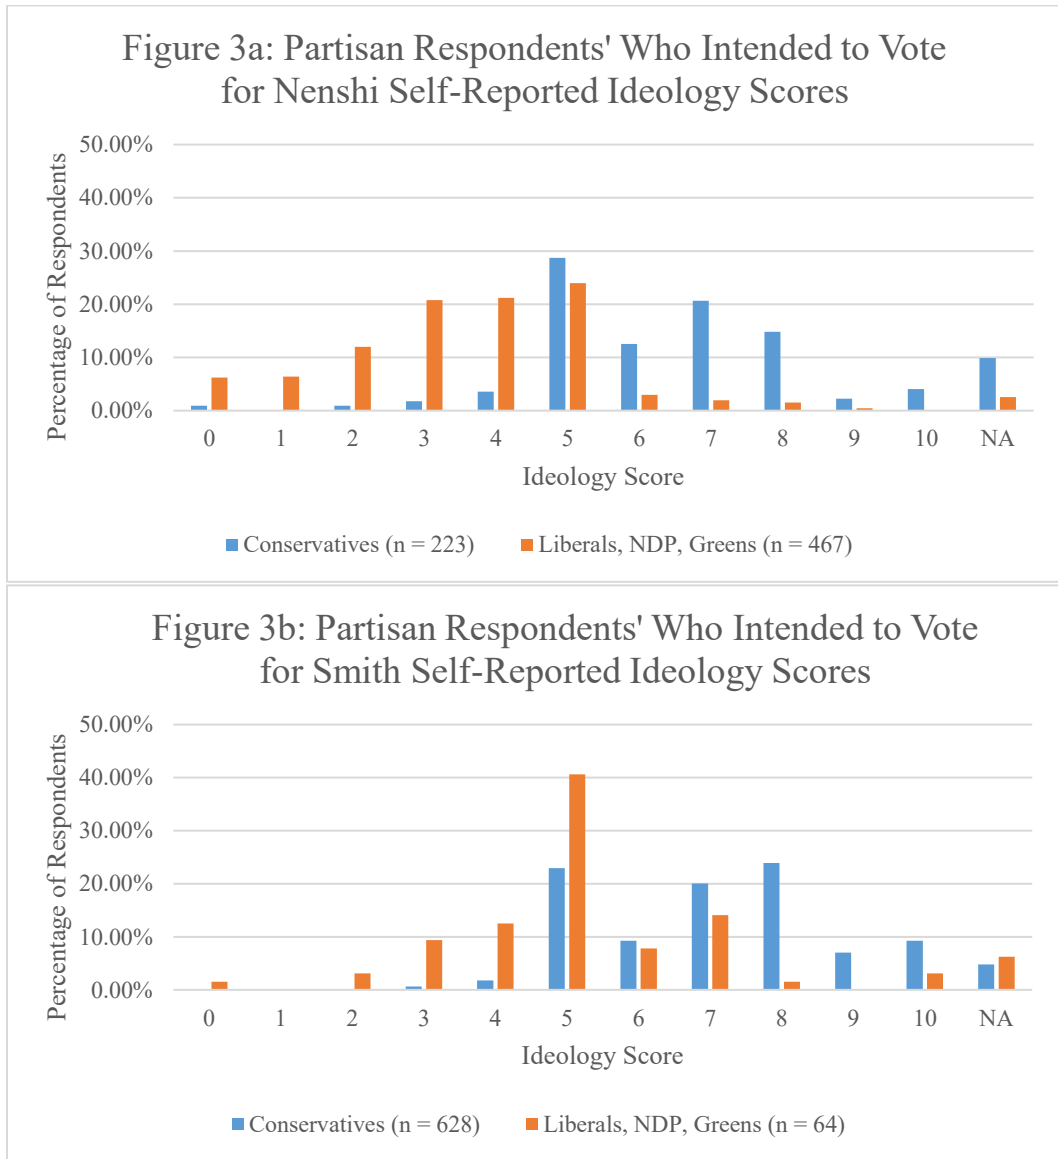 Figure 3a: Partisan Respondents' Who Intended to Vote
for Nenshi Self-Reported Ideology Scores
Percentage of Respondents
50.00%
40.00%
30.00%
20.00%
10.00%
0.00%
0 1 2 3 4 5 6 7 8 9 10 NA
Ideology Score
Conservatives (n = 223) Liberals, NDP, Greens (n = 467)
Figure 3b: Partisan Respondents' Who Intended to Vote
for Smith Self-Reported Ideology Scores
Percentage of Respondents
50.00%
40.00%
30.00%
20.00%
10.00%
0.00%
0 1 2 3 4 5 6 7 8 9 10 NA
Ideology Score
Conservatives (n = 628) Liberals, NDP, Greens (n = 64)